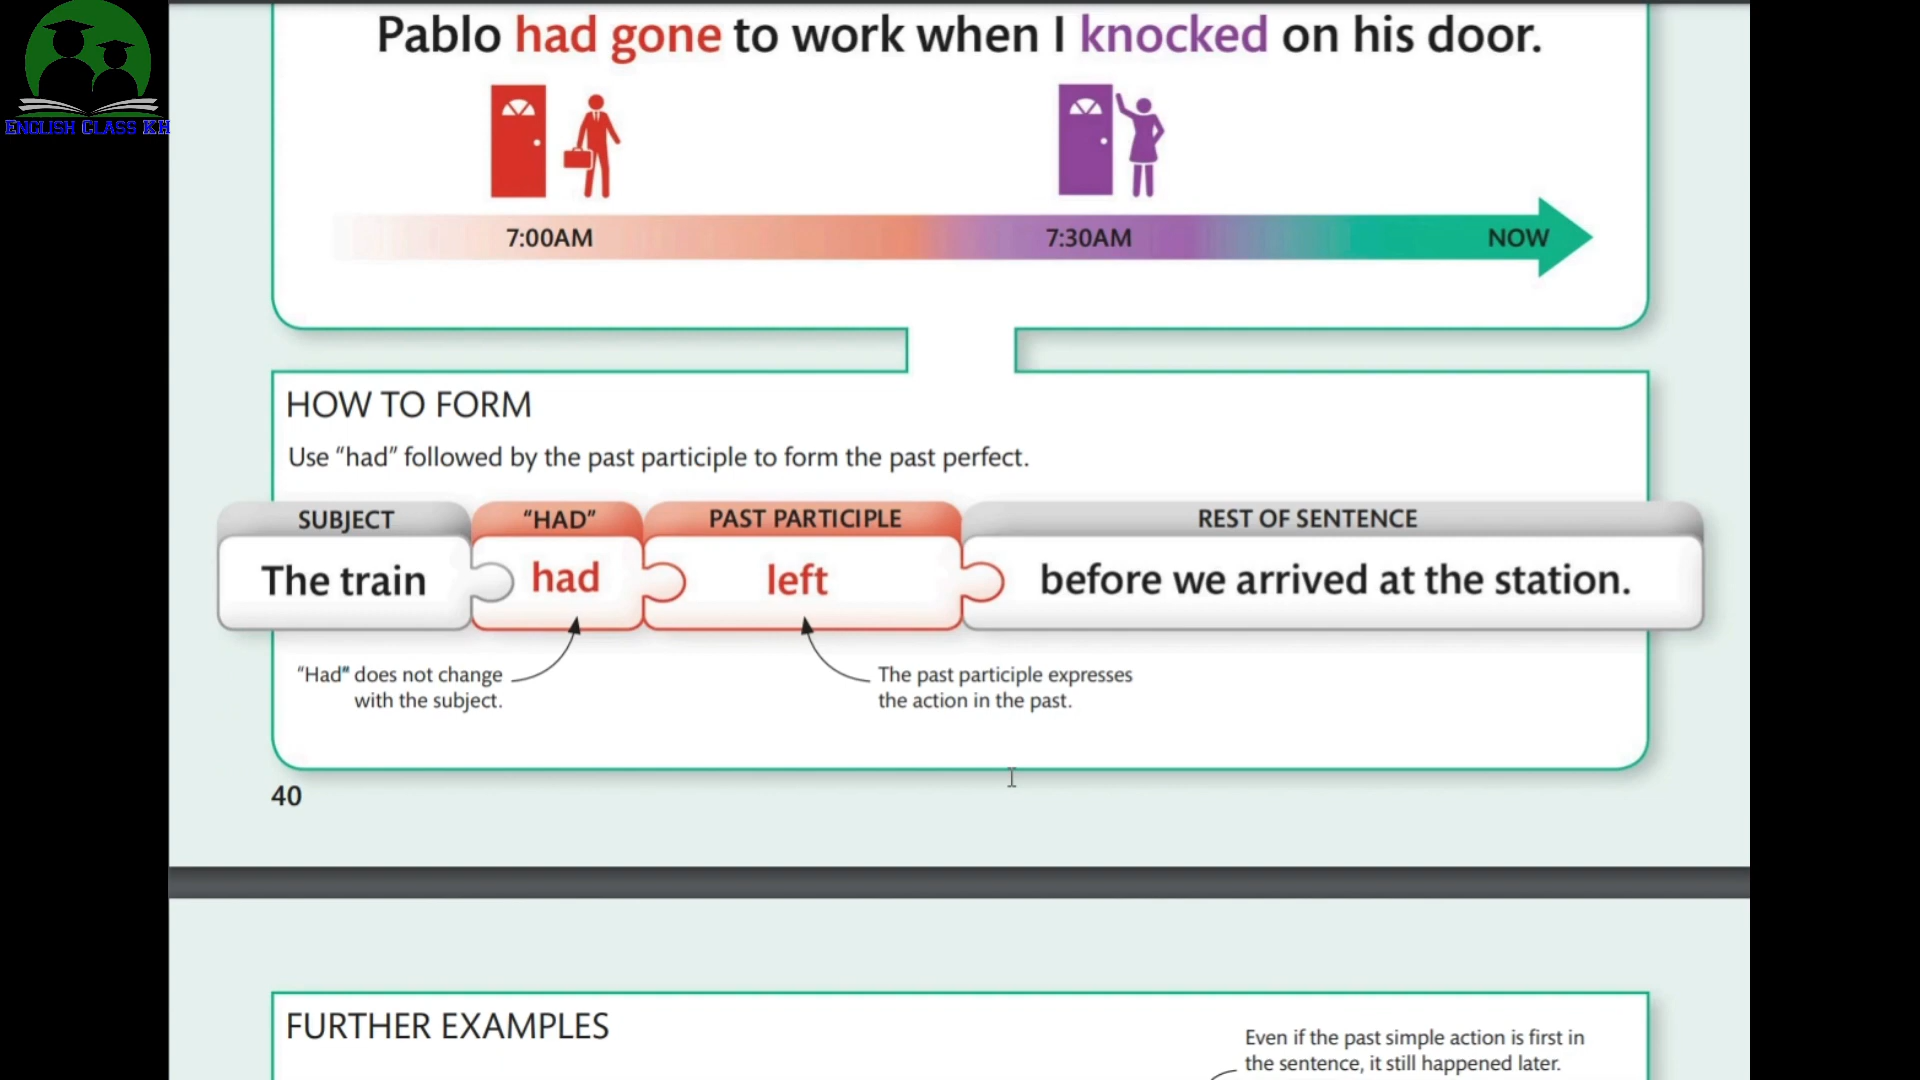 Pablo had gone to work when I knocked on his door.
ENGLISH CLASS KH
7:00AM 7:30AM NOW
HOW TO FORM
Use “had” followed by the past participle to form the past perfect.
SUBJECT “HAD” PAST PARTICIPLE REST OF SENTENCE
The train had left before we arrived at the station.
“Had” does not change
with the subject.
The past participle expresses
the action in the past.
40
FURTHER EXAMPLES
Even if the past simple action is first in
the sentence, it still happened later.